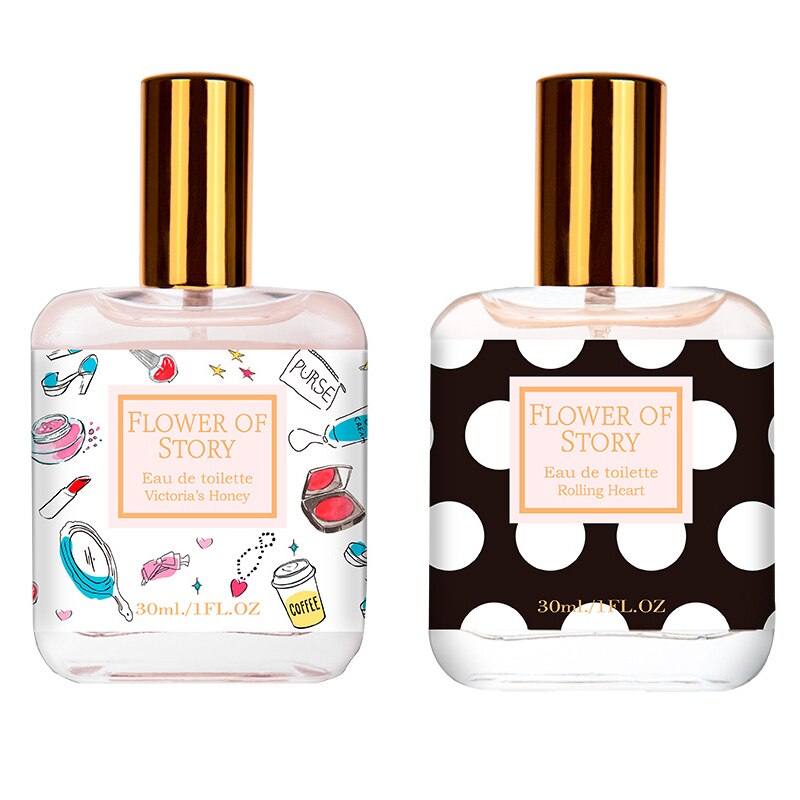 PURSE
FLOWER OF
STORY
Eau de toilette
Victoria's Honey
COFFEE
30ml./1FL.OZ
FLOWER OF
STORY
Eau de toilette
Rolling Heart
30ml./1FL.OZ